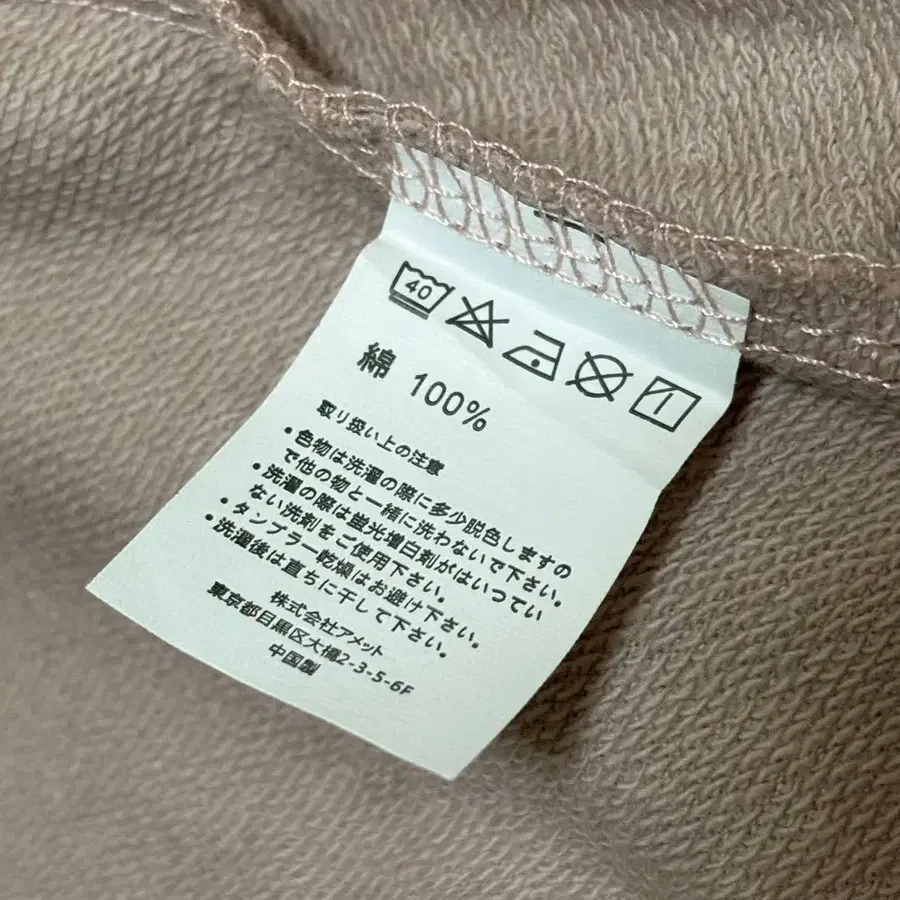 40
綿 100%
取り扱い上の注意
・色物は洗濯の際に多少脱色しますの
で他の物と一緒に洗わないで下さい。
・洗濯の際は蛍光増白剤がはいってい
ない洗剤をご使用下さい。
・タンブラー乾燥はお避け下さい。
・洗濯後は直ちに干して下さい。
株式会社アメット
東京都目黒区大橋2-3-5-6F
中国製